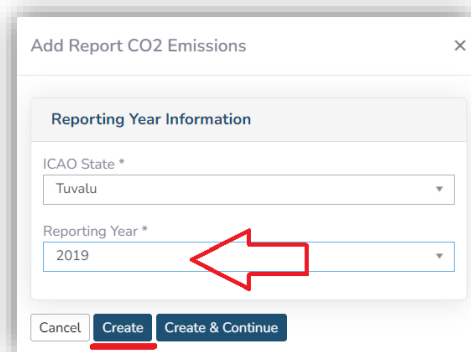 Add Report CO2 Emissions ×
Reporting Year Information
ICAO State *
Tuvalu
Reporting Year *
2019
Cancel Create Create & Continue